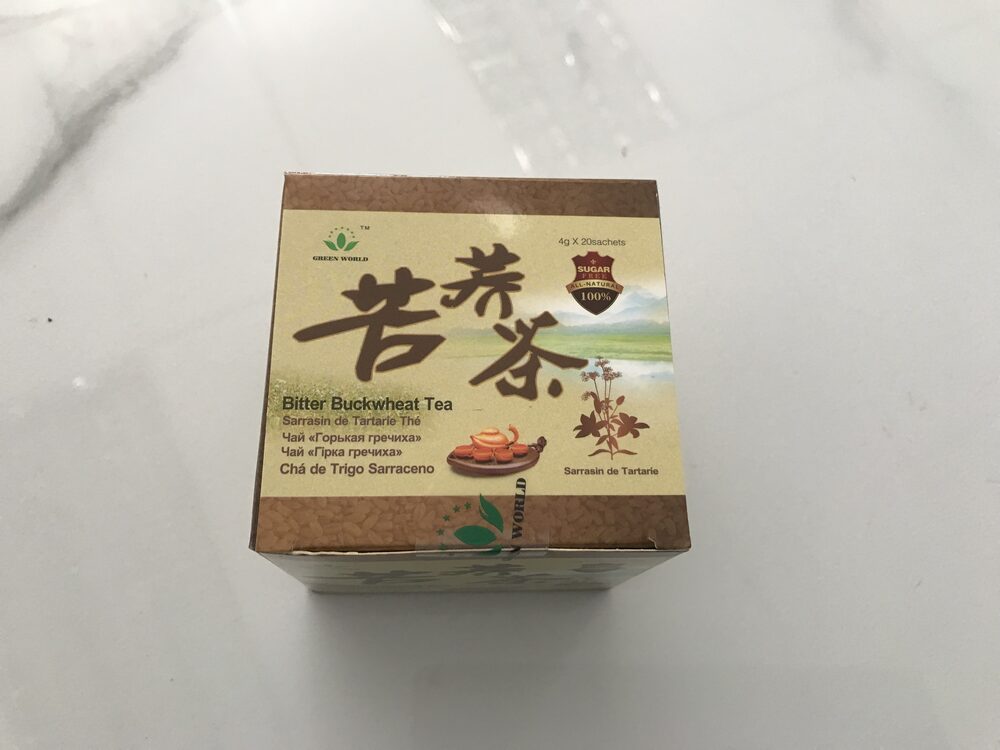 GREEN WORLD
TM
4g X 20sachets
SUGAR
FREE
ALL-NATURAL
100%
苦荞茶
Bitter Buckwheat Tea
Sarrasin de Tartarie Thé
Чай «Горькая гречиха»
Чай «Гірка гречиха»
Chá de Trigo Sarraceno
Sarrasin de Tartarie
WORLD